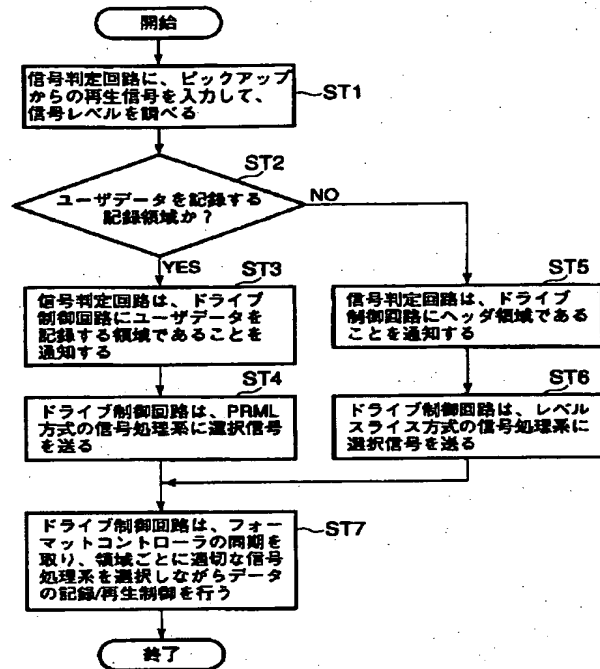 開始
信号判定回路に、ピックアップ
からの再生信号を入力して、
信号レベルを調べる
ST1
ST2
ユーザデータを記録する
記録領域か?
NO
YES
ST3
信号判定回路は、ドライブ
制御回路にユーザデータを
記録する領域であることを
通知する
ST5
信号判定回路は、ドライブ
制御回路にヘッダ領域である
ことを通知する
ST4
ドライブ制御回路は、PRML
方式の信号処理系に選択信号
を送る
ST6
ドライブ制御回路は、レベル
スライス方式の信号処理系に
選択信号を送る
ST7
ドライブ制御回路は、フォー
マットコントローラの同期を
取り、領域ごとに適切な信号
処理系を選択しながらデータ
の記録/再生制御を行う
終了